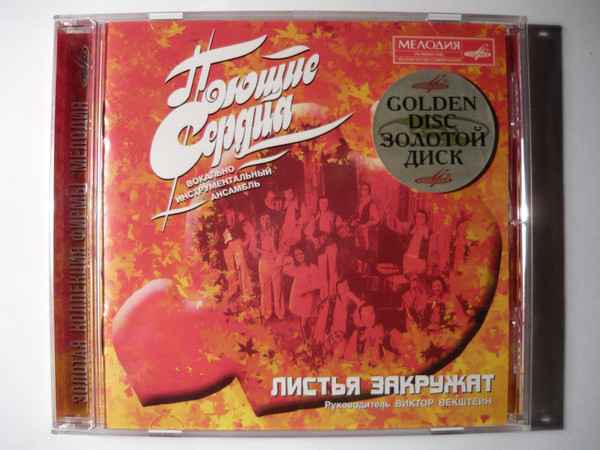 Поющие
Сердца
ВОКАЛЬНО
ИНСТРУМЕНТАЛЬНЫЙ
АНСАМБЛЬ
МЕЛОДИЯ
GOLDEN
DISC
ЗОЛОТОЙ
ДИСК
ЛИСТЬЯ ЗАКРУЖАТ
Руководитель ВИКТОР ВЕКШТЕЙН
ЗОЛОТАЯ КОЛЛЕКЦИЯ ФИРМЫ "МЕЛОДИЯ"